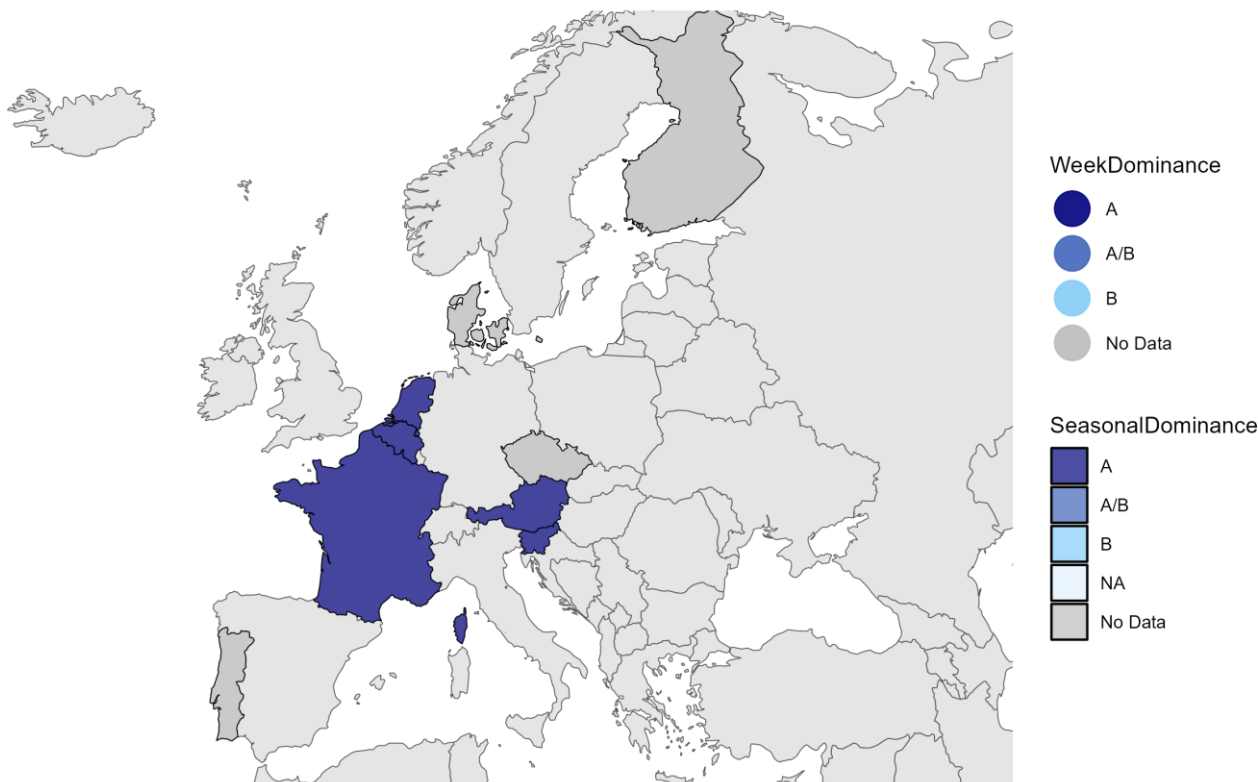 WeekDominance
A
A/B
B
No Data
SeasonalDominance
A
A/B
B
NA
No Data